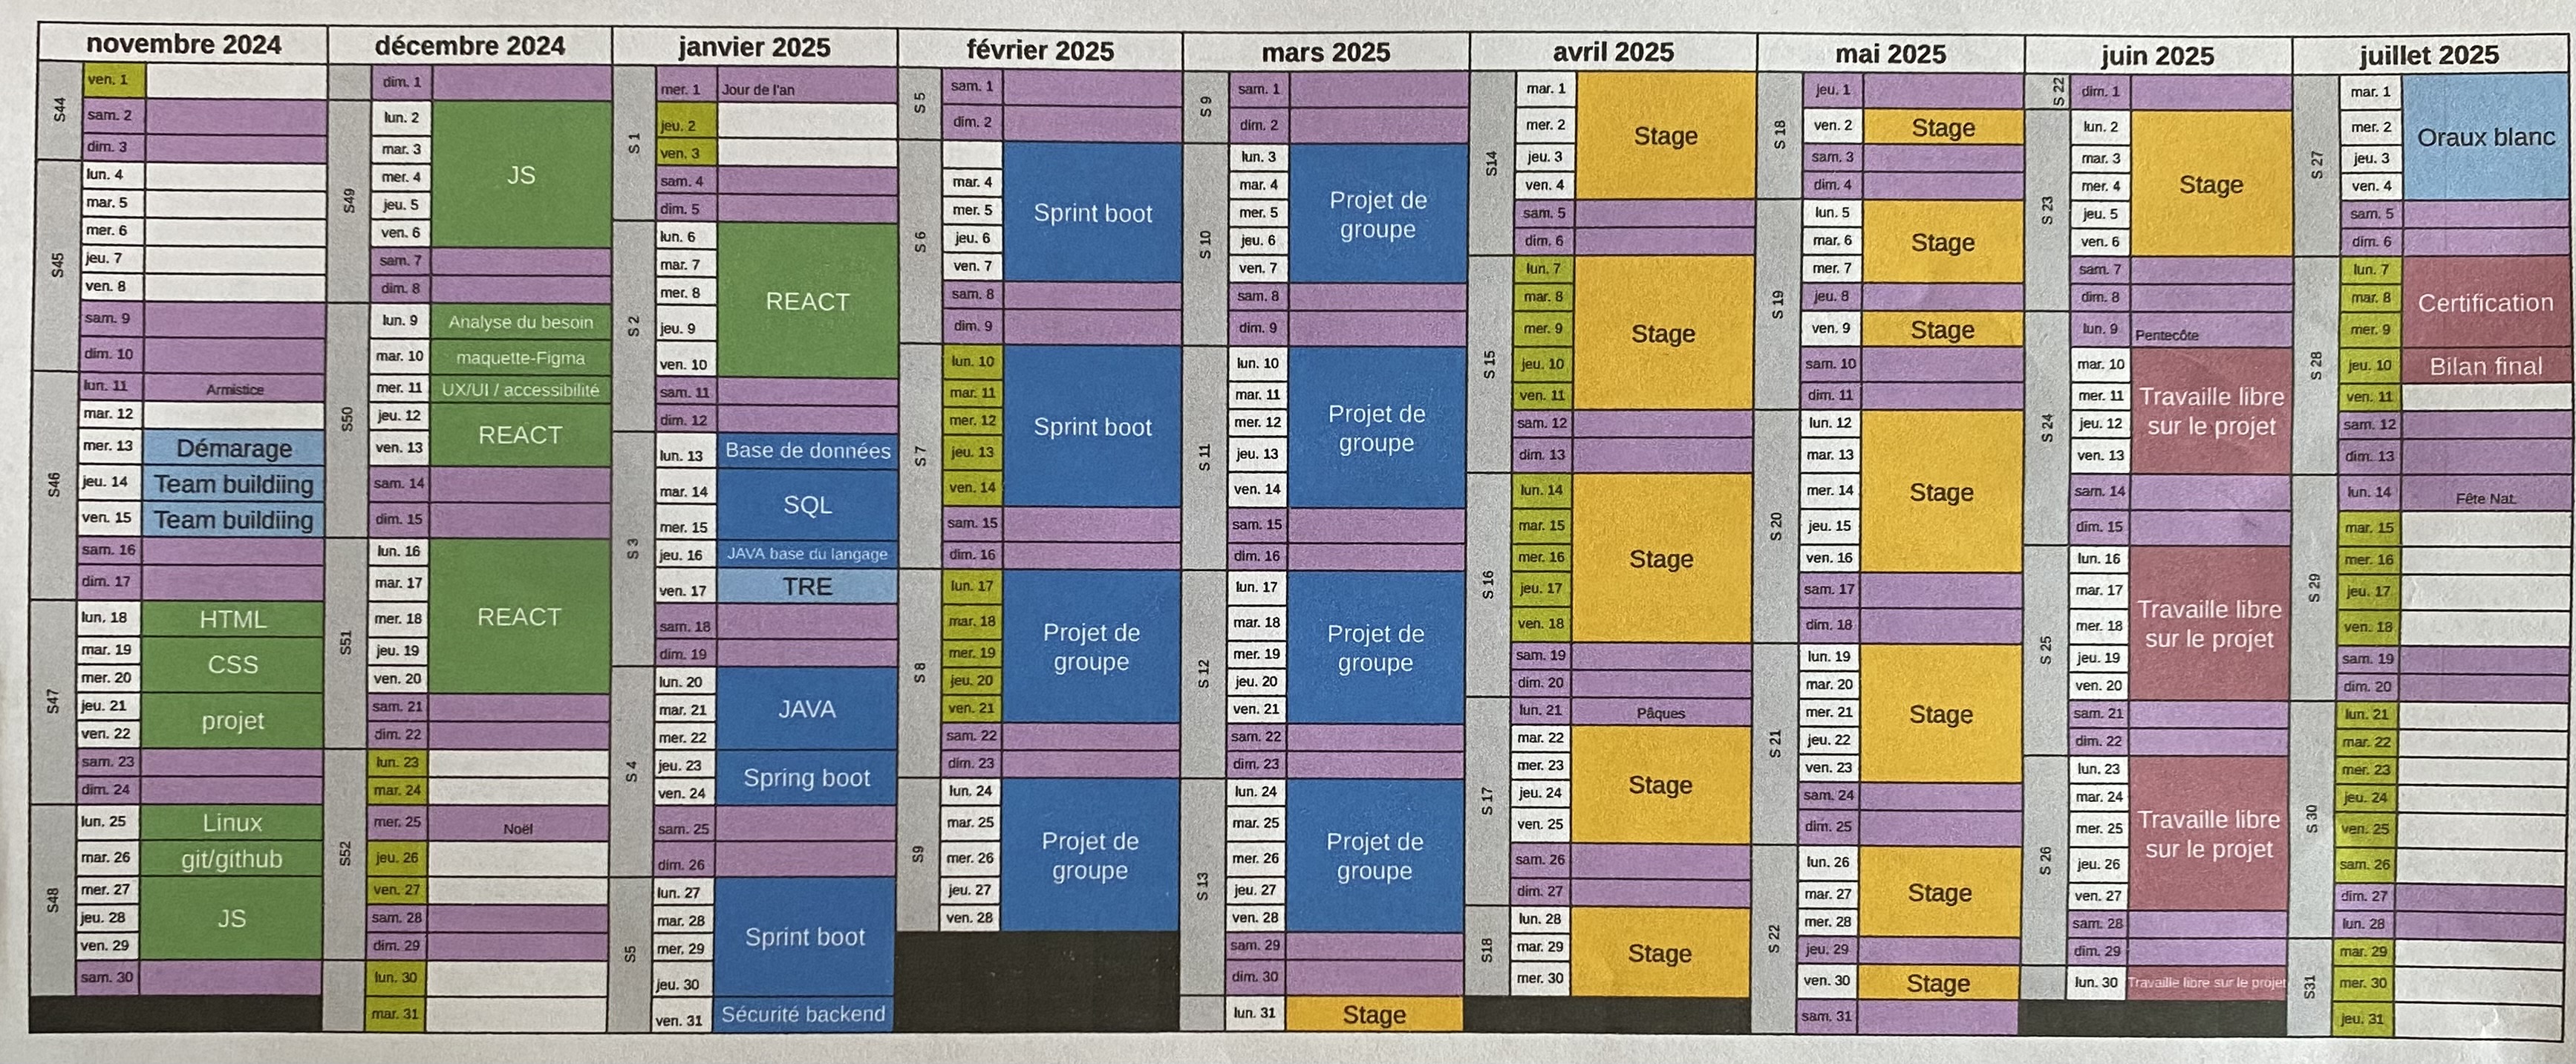 novembre 2024
S44
ven. 1
sam. 2
dim. 3
S45
lun. 4
mar. 5
mer. 6
jeu. 7
ven. 8
sam. 9
dim. 10
S46
lun. 11 Armistice
mar. 12
mer. 13 Démarage
jeu. 14 Team buildiing
ven. 15 Team buildiing
sam. 16
dim. 17
S47
lun. 18 HTML
mar. 19 CSS
mer. 20
jeu. 21 projet
ven. 22
sam. 23
dim. 24
S48
lun. 25 Linux
mar. 26 git/github
mer. 27
jeu. 28 JS
ven. 29
sam. 30
décembre 2024
dim. 1
S49
lun. 2
mar. 3
mer. 4 JS
jeu. 5
ven. 6
sam. 7
dim. 8
S50
lun. 9 Analyse du besoin
mar. 10 maquette-Figma
mer. 11 UX/UI / accessibilité
jeu. 12 REACT
ven. 13
sam. 14
dim. 15
S51
lun. 16
mar. 17
mer. 18 REACT
jeu. 19
ven. 20
sam. 21
dim. 22
S52
lun. 23
mar. 24
mer. 25 Noël
jeu. 26
ven. 27
sam. 28
dim. 29
lun. 30
mar. 31
janvier 2025
S 1
mer. 1 Jour de l'an
jeu. 2
ven. 3
sam. 4
dim. 5
S 2
lun. 6
mar. 7
mer. 8 REACT
jeu. 9
ven. 10
sam. 11
dim. 12
S 3
lun. 13 Base de données
mar. 14 SQL
mer. 15
jeu. 16 JAVA base du langage
ven. 17 TRE
sam. 18
dim. 19
S 4
lun. 20
mar. 21 JAVA
mer. 22
jeu. 23 Spring boot
ven. 24
sam. 25
dim. 26
S5
lun. 27
mar. 28 Sprint boot
mer. 29
jeu. 30
ven. 31 Sécurité backend
février 2025
S 5
sam. 1
dim. 2
S 6
mar. 4
mer. 5 Sprint boot
jeu. 6
ven. 7
sam. 8
dim. 9
S 7
lun. 10
mar. 11
mer. 12 Sprint boot
jeu. 13
ven. 14
sam. 15
dim. 16
S 8
lun. 17
mar. 18 Projet de
mer. 19 groupe
jeu. 20
ven. 21
sam. 22
dim. 23
S9
lun. 24
mar. 25 Projet de
mer. 26 groupe
jeu. 27
ven. 28
mars 2025
S 9
sam. 1
dim. 2
S 10
lun. 3
mar. 4 Projet de
mer. 5 groupe
jeu. 6
ven. 7
sam. 8
dim. 9
S 11
lun. 10
mar. 11 Projet de
mer. 12 groupe
jeu. 13
ven. 14
sam. 15
dim. 16
S 12
lun. 17
mar. 18 Projet de
mer. 19 groupe
jeu. 20
ven. 21
sam. 22
dim. 23
S 13
lun. 24
mar. 25 Projet de
mer. 26 groupe
jeu. 27
ven. 28
sam. 29
dim. 30
lun. 31 Stage
avril 2025
S14
mar. 1
mer. 2 Stage
jeu. 3
ven. 4
sam. 5
dim. 6
S 15
lun. 7
mar. 8
mer. 9 Stage
jeu. 10
ven. 11
sam. 12
dim. 13
S 16
lun. 14
mar. 15
mer. 16 Stage
jeu. 17
ven. 18
sam. 19
dim. 20
S 17
lun. 21 Pâques
mar. 22
mer. 23 Stage
jeu. 24
ven. 25
sam. 26
dim. 27
S18
lun. 28
mar. 29 Stage
mer. 30
mai 2025
S 18
jeu. 1
ven. 2 Stage
sam. 3
dim. 4
S 19
lun. 5
mar. 6 Stage
mer. 7
jeu. 8
ven. 9 Stage
sam. 10
dim. 11
S 20
lun. 12
mar. 13
mer. 14 Stage
jeu. 15
ven. 16
sam. 17
dim. 18
S 21
lun. 19
mar. 20
mer. 21 Stage
jeu. 22
ven. 23
sam. 24
dim. 25
S 22
lun. 26
mar. 27 Stage
mer. 28
jeu. 29
ven. 30 Stage
sam. 31
juin 2025
S 22
dim. 1
S 23
lun. 2
mar. 3
mer. 4 Stage
jeu. 5
ven. 6
sam. 7
dim. 8
S 24
lun. 9 Pentecôte
mar. 10
mer. 11 Travaille libre
jeu. 12 sur le projet
ven. 13
sam. 14
dim. 15
S 25
lun. 16
mar. 17 Travaille libre
mer. 18 sur le projet
jeu. 19
ven. 20
sam. 21
dim. 22
S 26
lun. 23
mar. 24 Travaille libre
mer. 25 sur le projet
jeu. 26
ven. 27
sam. 28
dim. 29
lun. 30 Travaille libre sur le projet
juillet 2025
S 27
mar. 1
mer. 2 Oraux blanc
jeu. 3
ven. 4
sam. 5
dim. 6
S 28
lun. 7
mar. 8 Certification
mer. 9
jeu. 10 Bilan final
ven. 11
sam. 12
dim. 13
S 29
lun. 14 Fête Nat.
mar. 15
mer. 16
jeu. 17
ven. 18
sam. 19
dim. 20
S 30
lun. 21
mar. 22
mer. 23
jeu. 24
ven. 25
sam. 26
dim. 27
lun. 28
S31
mar. 29
mer. 30
jeu. 31